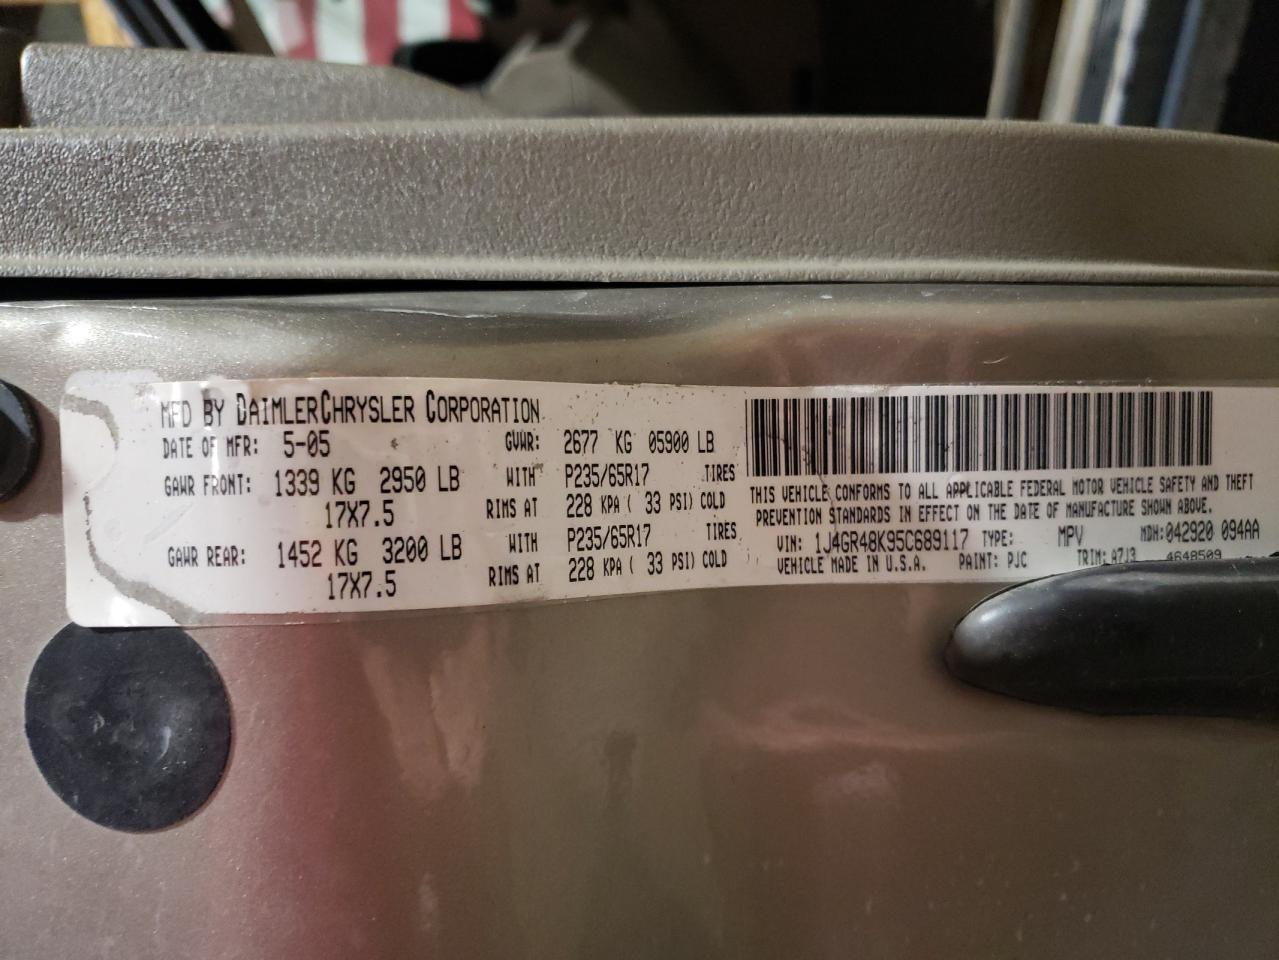 MFD BY DAIMLERCHRYSLER CORPORATION
DATE OF MFR: 5-05 GVWR: 2677 KG 05900 LB
GAWR FRONT: 1339 KG 2950 LB WITH P235/65R17 TIRES
17X7.5 RIMS AT 228 KPA ( 33 PSI) COLD
GAWR REAR: 1452 KG 3200 LB WITH P235/65R17 TIRES
17X7.5 RIMS AT 228 KPA ( 33 PSI) COLD
THIS VEHICLE CONFORMS TO ALL APPLICABLE FEDERAL MOTOR VEHICLE SAFETY AND THEFT
PREVENTION STANDARDS IN EFFECT ON THE DATE OF MANUFACTURE SHOWN ABOVE.
VIN: 1J4GR48K95C689117 TYPE: MPV MDH:042920 094AA
VEHICLE MADE IN U.S.A. PAINT: PJC TRIM: A7J3 4648509